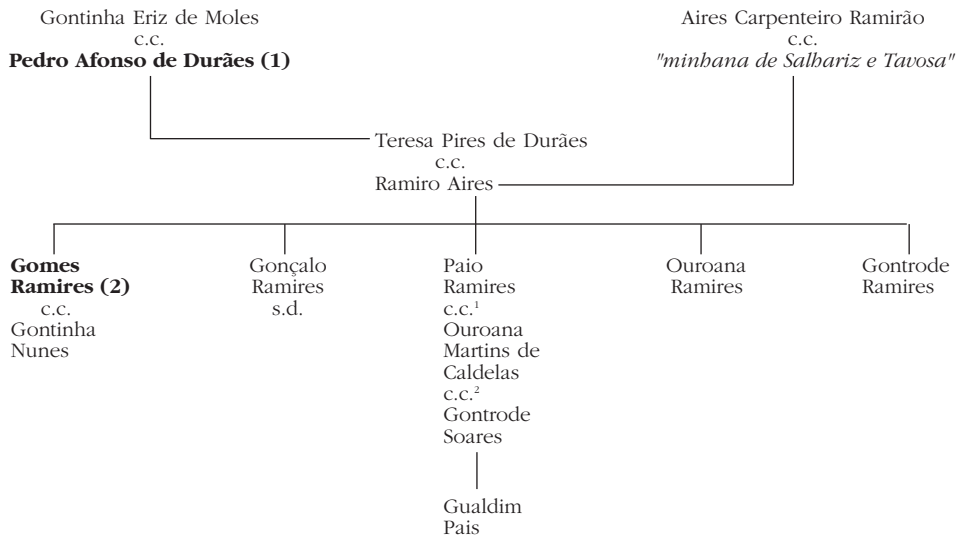 Gontinha Eriz de Moles
c.c.
Pedro Afonso de Durães (1)
Aires Carpenteiro Ramirão
c.c.
"minhana de Salhariz e Tavosa"
Teresa Pires de Durães
c.c.
Ramiro Aires
Gomes
Ramires (2)
c.c.
Gontinha
Nunes
Gonçalo
Ramires
s.d.
Paio
Ramires
c.c.¹
Ouroana
Martins de
Caldelas
c.c.²
Gontrode
Soares
Gualdim
Pais
Ouroana
Ramires
Gontrode
Ramires